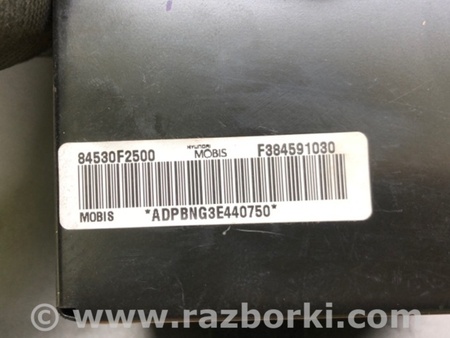 84530F2500 HYUNDAI MOBIS F384591030
MOBIS *ADPBNG3E440750*
© www.razborki.com